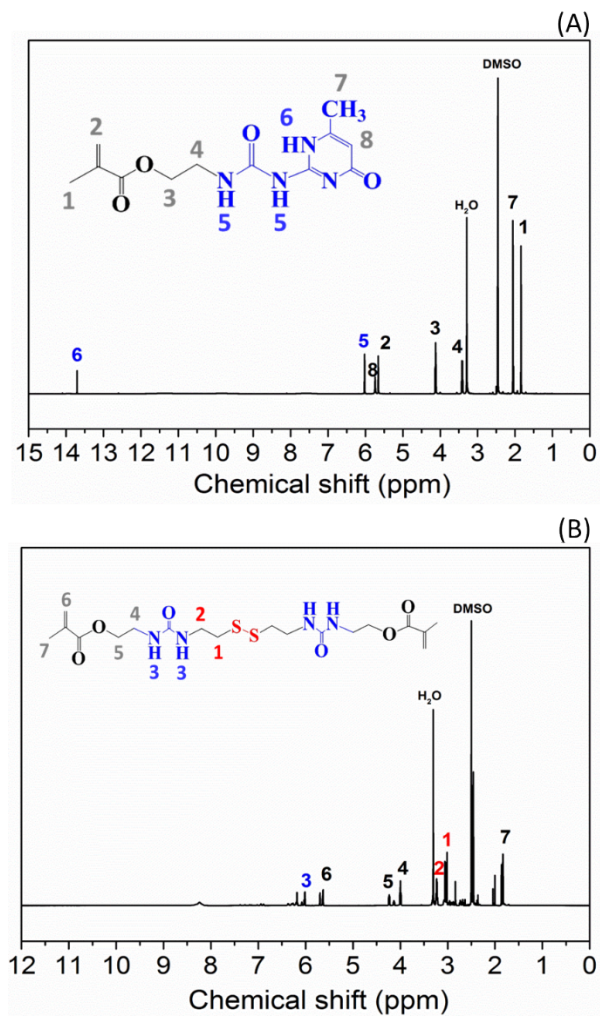 (A)
DMSO
7
CH₃
6
2
O
HN
8
4
O
N
N
N
O
1
O
3
H
H
5
5
H₂O
7
1
6
5
8
2
3
4
15 14 13 12 11 10 9 8 7 6 5 4 3 2 1 0
Chemical shift (ppm)
(B)
6
4
O
2
H H
O
DMSO
O
N
N
S
S
N
N
O
7
O
5
H
H
1
O
3
3
H₂O
1
7
3
6
5
4
2
12 11 10 9 8 7 6 5 4 3 2 1 0
Chemical shift (ppm)